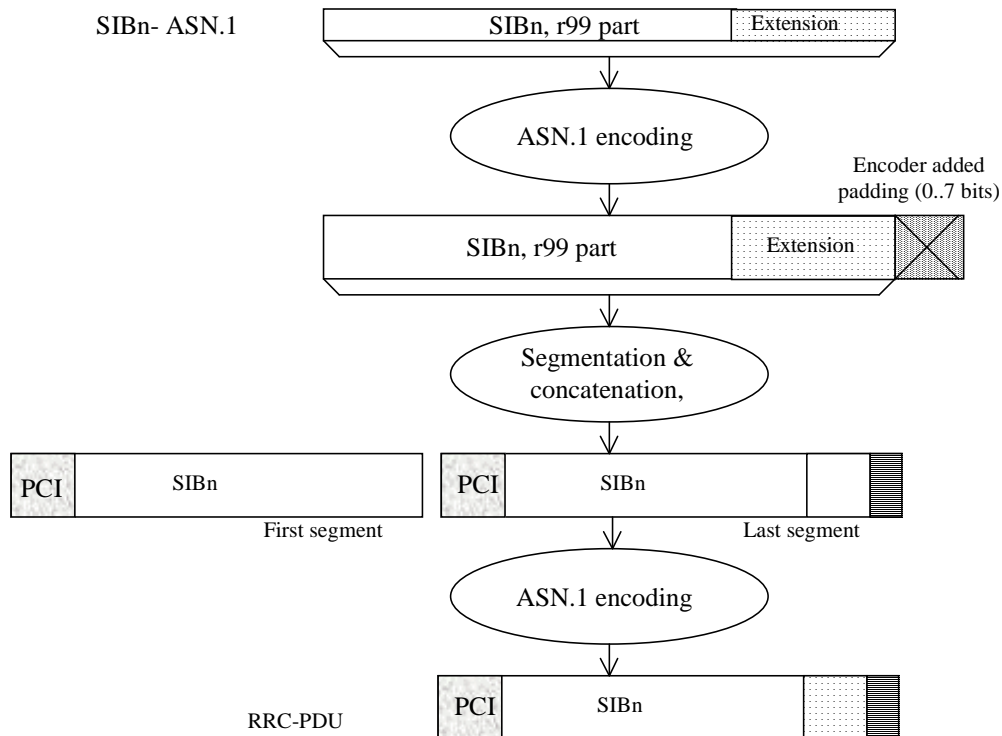 SIBn- ASN.1
SIBn, r99 part
Extension
ASN.1 encoding
Encoder added
padding (0..7 bits)
SIBn, r99 part
Extension
Segmentation &
concatenation,
PCI
SIBn
PCI
SIBn
First segment
Last segment
ASN.1 encoding
RRC-PDU
PCI
SIBn